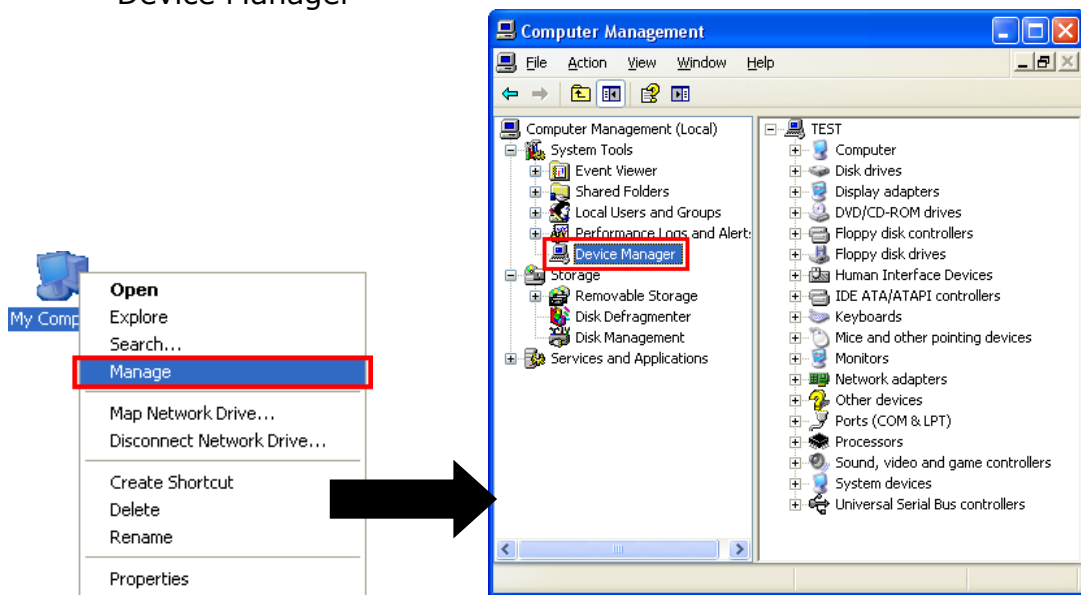 Device Manager
My Comp
Open
Explore
Search...
Manage
Map Network Drive...
Disconnect Network Drive...
Create Shortcut
Delete
Rename
Properties
Computer Management
File Action View Window Help
Computer Management (Local)
System Tools
Event Viewer
Shared Folders
Local Users and Groups
Performance Logs and Alert
Device Manager
Storage
Removable Storage
Disk Defragmenter
Disk Management
Services and Applications
TEST
Computer
Disk drives
Display adapters
DVD/CD-ROM drives
Floppy disk controllers
Floppy disk drives
Human Interface Devices
IDE ATA/ATAPI controllers
Keyboards
Mice and other pointing devices
Monitors
Network adapters
Other devices
Ports (COM & LPT)
Processors
Sound, video and game controllers
System devices
Universal Serial Bus controllers